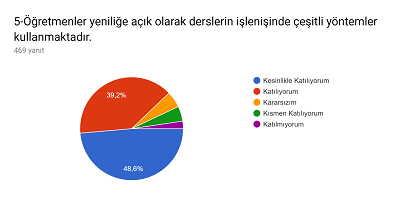 5-Öğretmenler yeniliğe açık olarak derslerin işlenişinde çeşitli yöntemler
kullanmaktadır.
469 yanıt
Kesinlikle Katılıyorum
Katılıyorum
Kararsızım
Kısmen Katılıyorum
Katılmıyorum
39,2%
48,6%